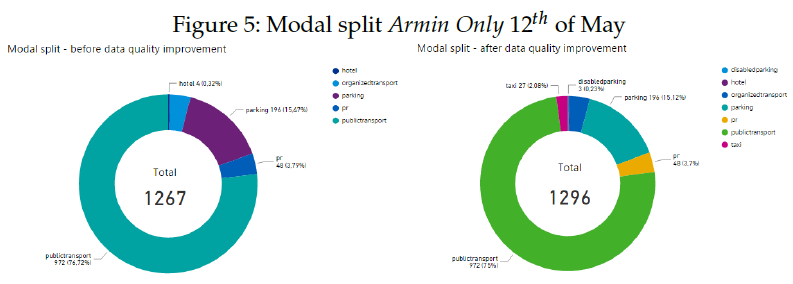 Figure 5: Modal split Armin Only 12th of May
Modal split - before data quality improvement
hotel 4 (0,32%)
parking 196 (15,47%)
pr
48 (3,79%)
publictransport
972 (76,72%)
Total
1267
hotel
organizedtransport
parking
pr
publictransport
Modal split - after data quality improvement
taxi 27 (2,08%)
disabledparking
3 (0,23%)
parking 196 (15,12%)
pr
48 (3,7%)
publictransport
972 (75%)
Total
1296
disabledparking
hotel
organizedtransport
parking
pr
publictransport
taxi